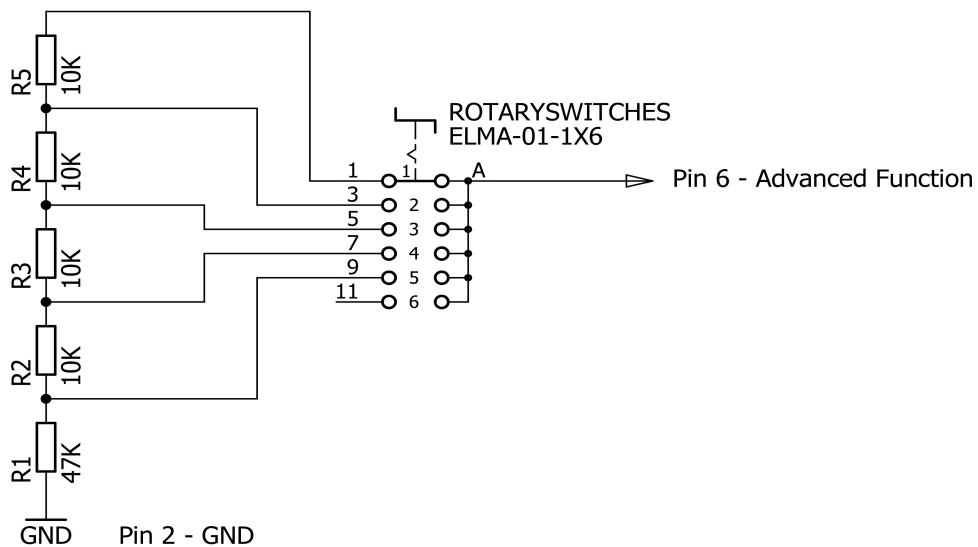 R5
10K
ROTARYSWITCHES
ELMA-01-1X6
R4
10K
1
1
A
Pin 6 - Advanced Function
3
2
5
3
7
4
9
5
11
6
R3
10K
R2
10K
R1
47K
GND
Pin 2 - GND